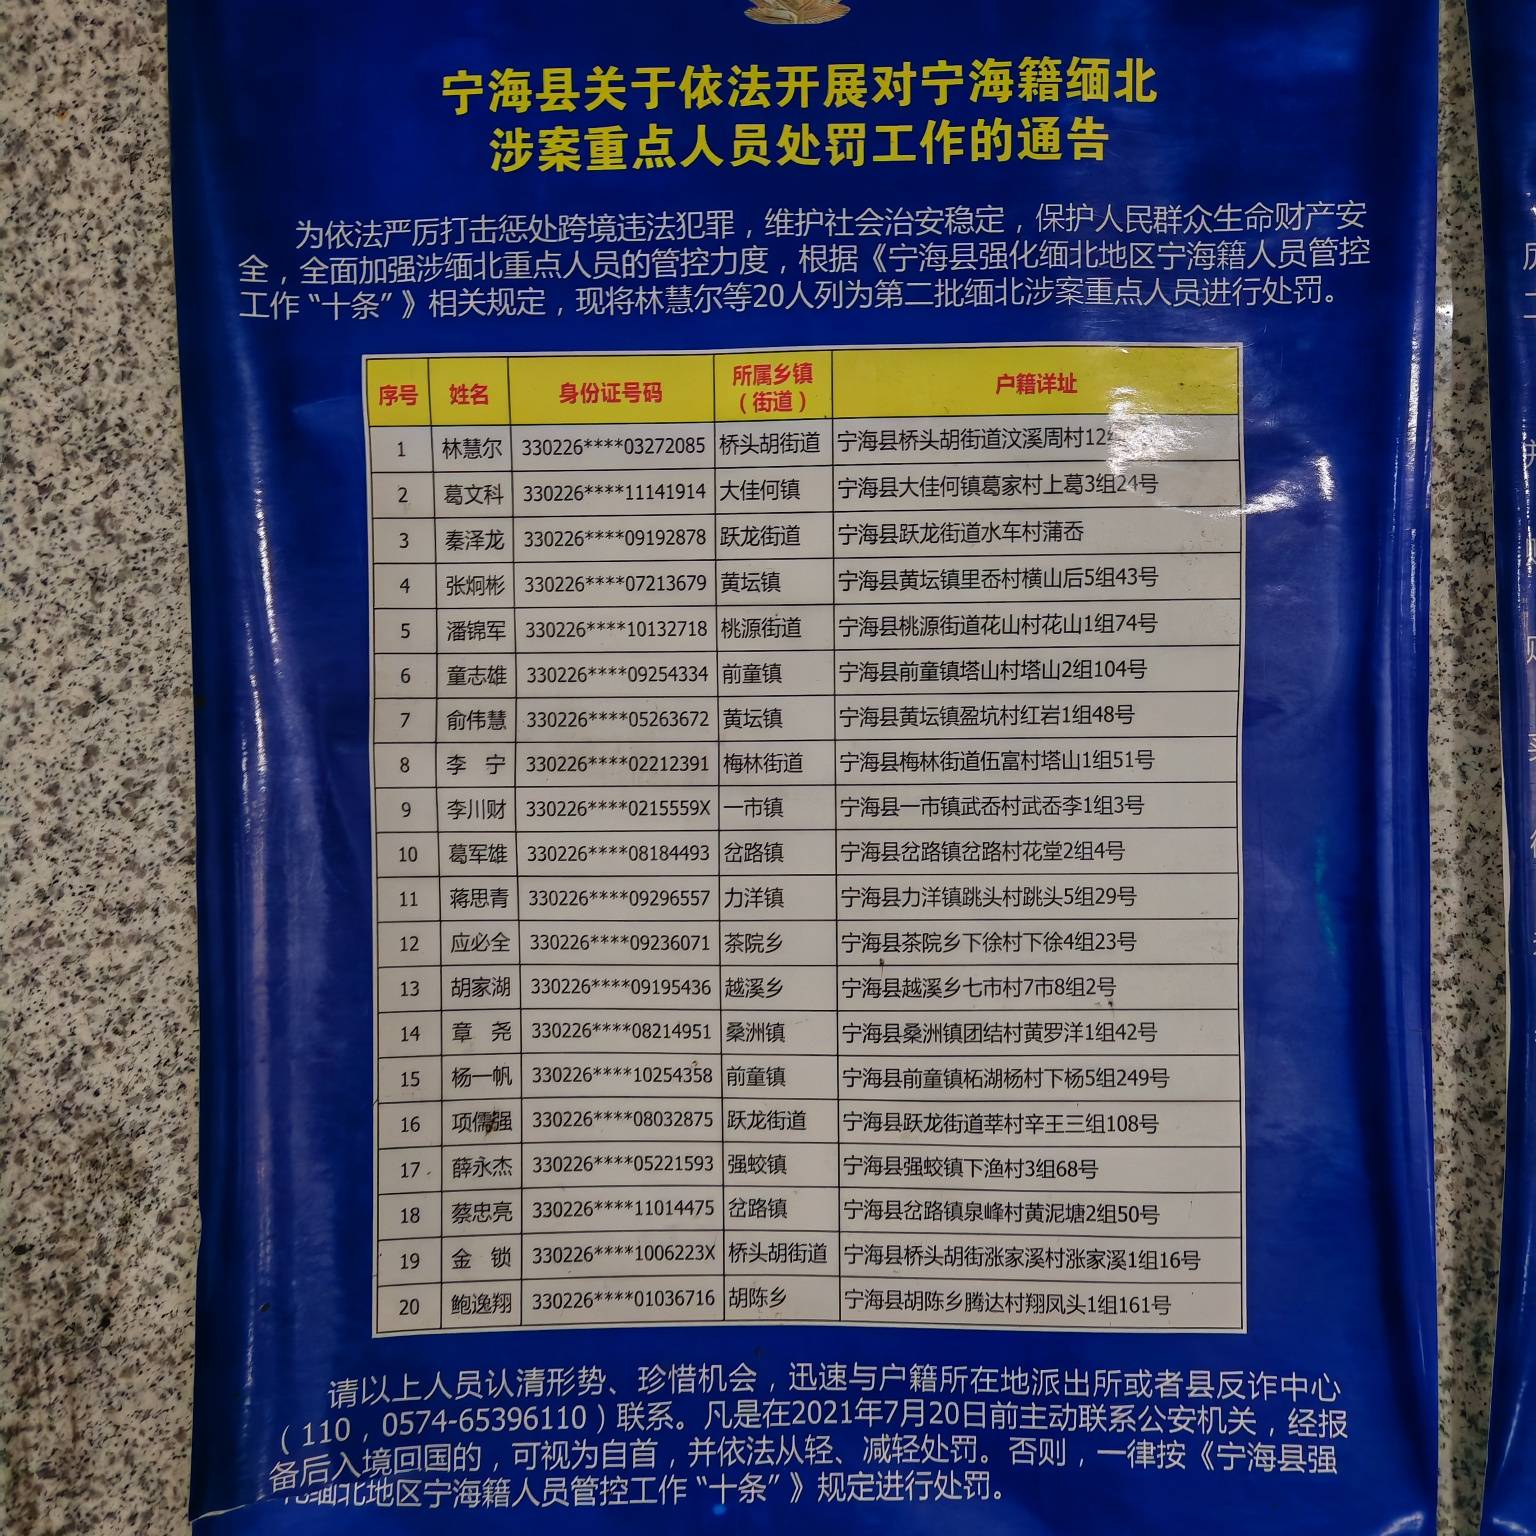 宁海县关于依法开展对宁海籍缅北
涉案重点人员处罚工作的通告
为依法严厉打击惩处跨境违法犯罪，维护社会治安稳定，保护人民群众生命财产安
全，全面加强涉缅北重点人员的管控力度，根据《宁海县强化缅北地区宁海籍人员管控
工作“十条”》相关规定，现将林慧尔等20人列为第二批缅北涉案重点人员进行处罚。
序号 姓名 身份证号码 所属乡镇（街道） 户籍详址
1 林慧尔 330226****03272085 桥头胡街道 宁海县桥头胡街道汶溪周村12
2 葛文科 330226****11141914 大佳何镇 宁海县大佳何镇葛家村上葛3组24号
3 秦泽龙 330226****09192878 跃龙街道 宁海县跃龙街道水车村蒲岙
4 张炯彬 330226****07213679 黄坛镇 宁海县黄坛镇里岙村横山后5组43号
5 潘锦军 330226****10132718 桃源街道 宁海县桃源街道花山村花山1组74号
6 童志雄 330226****09254334 前童镇 宁海县前童镇塔山村塔山2组104号
7 俞伟慧 330226****05263672 黄坛镇 宁海县黄坛镇盈坑村红岩1组48号
8 李 宁 330226****02212391 梅林街道 宁海县梅林街道伍富村塔山1组51号
9 李川财 330226****0215559X 一市镇 宁海县一市镇武岙村武岙李1组3号
10 葛军雄 330226****08184493 岔路镇 宁海县岔路镇岔路村花堂2组4号
11 蒋思青 330226****09296557 力洋镇 宁海县力洋镇跳头村跳头5组29号
12 应必全 330226****09236071 茶院乡 宁海县茶院乡下徐村下徐4组23号
13 胡家湖 330226****09195436 越溪乡 宁海县越溪乡七市村7市8组2号
14 章 尧 330226****08214951 桑洲镇 宁海县桑洲镇团结村黄罗洋1组42号
15 杨一帆 330226****10254358 前童镇 宁海县前童镇柘湖杨村下杨5组249号
16 项儒强 330226****08032875 跃龙街道 宁海县跃龙街道莘村辛王三组108号
17 薛永杰 330226****05221593 强蛟镇 宁海县强蛟镇下渔村3组68号
18 蔡忠亮 330226****11014475 岔路镇 宁海县岔路镇泉峰村黄泥塘2组50号
19 金 锁 330226****1006223X 桥头胡街道 宁海县桥头胡街涨家溪村涨家溪1组16号
20 鲍逸翔 330226****01036716 胡陈乡 宁海县胡陈乡腾达村翔凤头1组161号
请以上人员认清形势、珍惜机会，迅速与户籍所在地派出所或者县反诈中心
（110，0574-65396110）联系。凡是在2021年7月20日前主动联系公安机关，经报
备后入境回国的，可视为自首，并依法从轻、减轻处罚。否则，一律按《宁海县强
化缅北地区宁海籍人员管控工作“十条”》规定进行处罚。